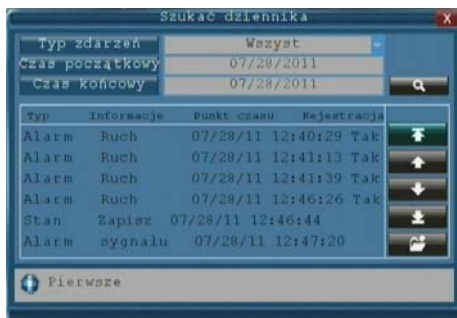 Szukać dziennika
Typ zdarzeń Wszyst
Czas początkowy 07/28/2011
Czas końcowy 07/28/2011
Typ Informacje Punkt czasu Rejestracja
Alarm Ruch 07/28/11 12:40:29 Tak
Alarm Ruch 07/28/11 12:41:13 Tak
Alarm Ruch 07/28/11 12:41:39 Tak
Alarm Ruch 07/28/11 12:46:26 Tak
Stan Zapisz 07/28/11 12:46:44
Alarm sygnału 07/28/11 12:47:20
Pierwsze